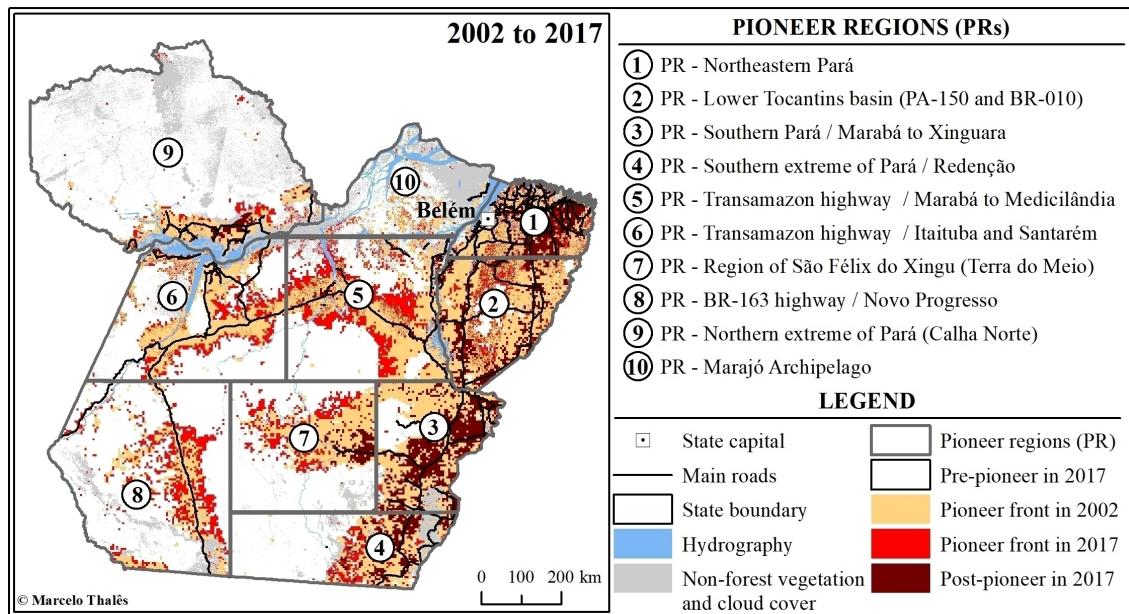 2002 to 2017
9
10
Belém
1
6
5
2
7
3
8
4
0 100 200 km
© Marcelo Thalês
PIONEER REGIONS (PRs)
1 PR - Northeastern Pará
2 PR - Lower Tocantins basin (PA-150 and BR-010)
3 PR - Southern Pará / Marabá to Xinguara
4 PR - Southern extreme of Pará / Redenção
5 PR - Transamazon highway / Marabá to Medicilândia
6 PR - Transamazon highway / Itaituba and Santarém
7 PR - Region of São Félix do Xingu (Terra do Meio)
8 PR - BR-163 highway / Novo Progresso
9 PR - Northern extreme of Pará (Calha Norte)
10 PR - Marajó Archipelago
LEGEND
State capital
Main roads
State boundary
Hydrography
Non-forest vegetation
and cloud cover
Pioneer regions (PR)
Pre-pioneer in 2017
Pioneer front in 2002
Pioneer front in 2017
Post-pioneer in 2017